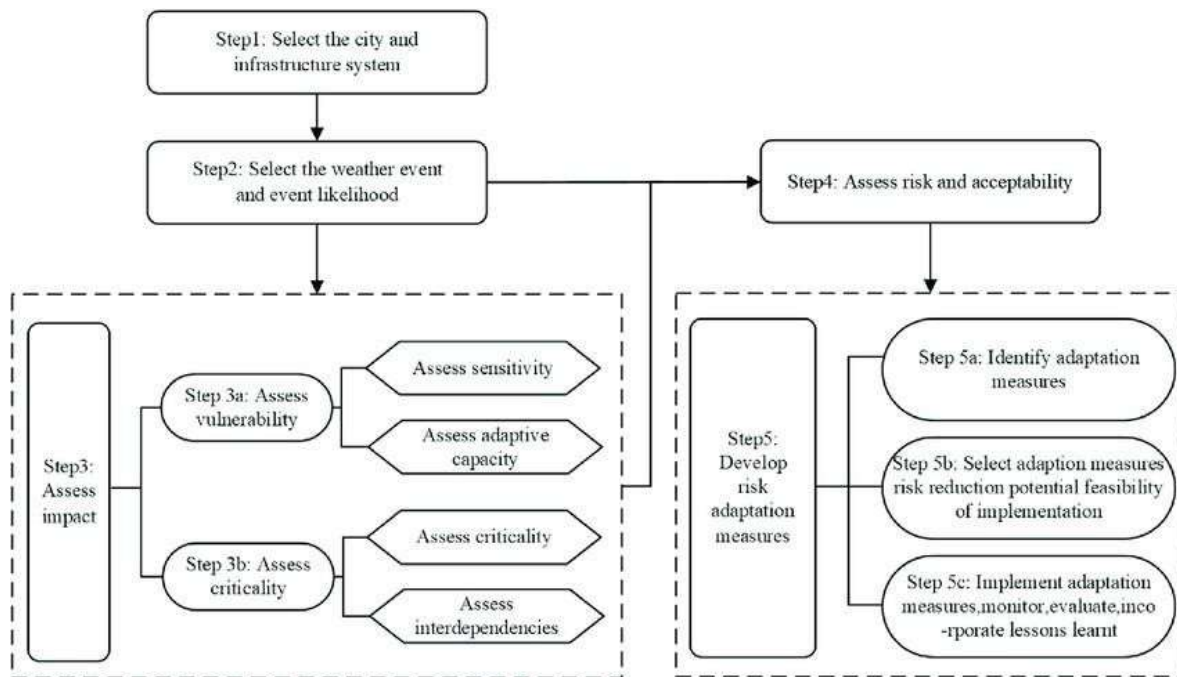 Step1: Select the city and
infrastructure system
Step2: Select the weather event
and event likelihood
Step4: Assess risk and acceptability
Step3:
Assess
impact
Step 3a: Assess
vulnerability
Assess sensitivity
Assess adaptive
capacity
Step 3b: Assess
criticality
Assess criticality
Assess
interdependencies
Step5:
Develop
risk
adaptation
measures
Step 5a: Identify adaptation
measures
Step 5b: Select adaption measures
risk reduction potential feasibility
of implementation
Step 5c: Implement adaptation
measures,monitor,evaluate,inco
-rporate lessons learnt